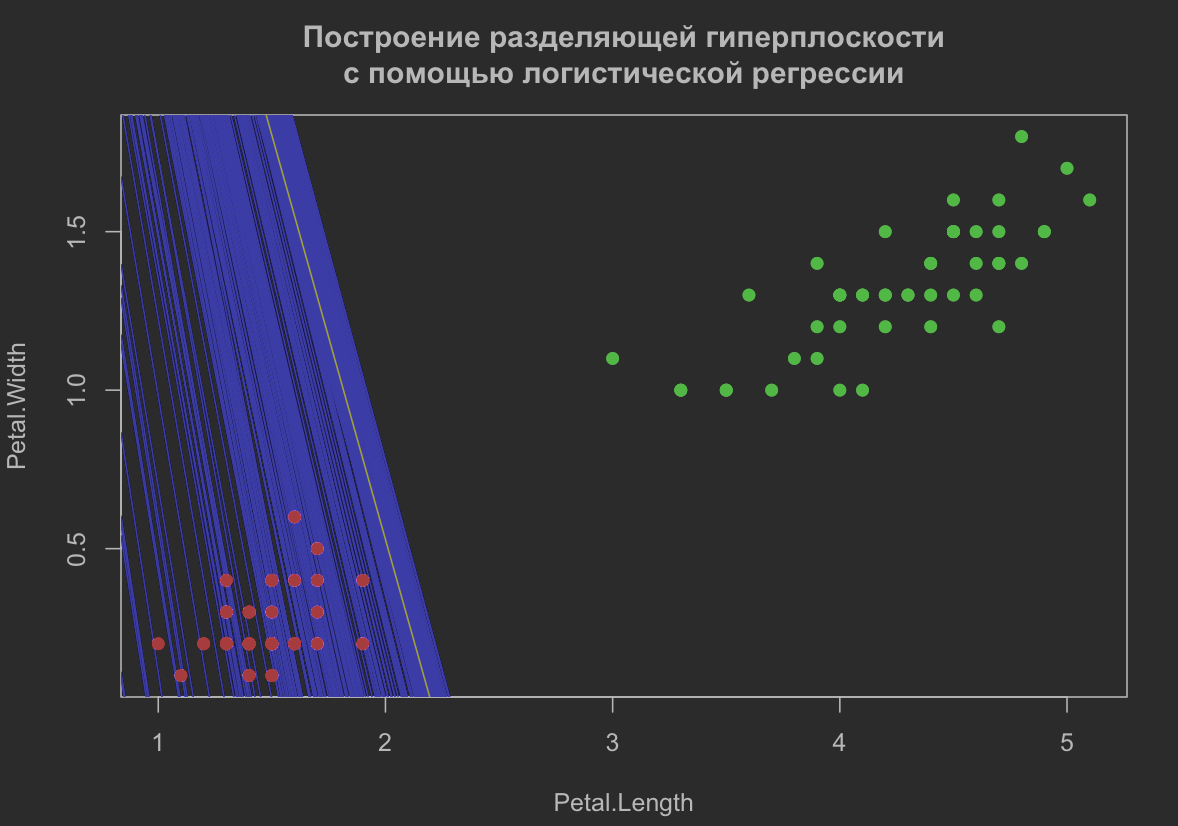 Построение разделяющей гиперплоскости
с помощью логистической регрессии
Petal.Width
1.5
1.0
0.5
1 2 3 4 5
Petal.Length